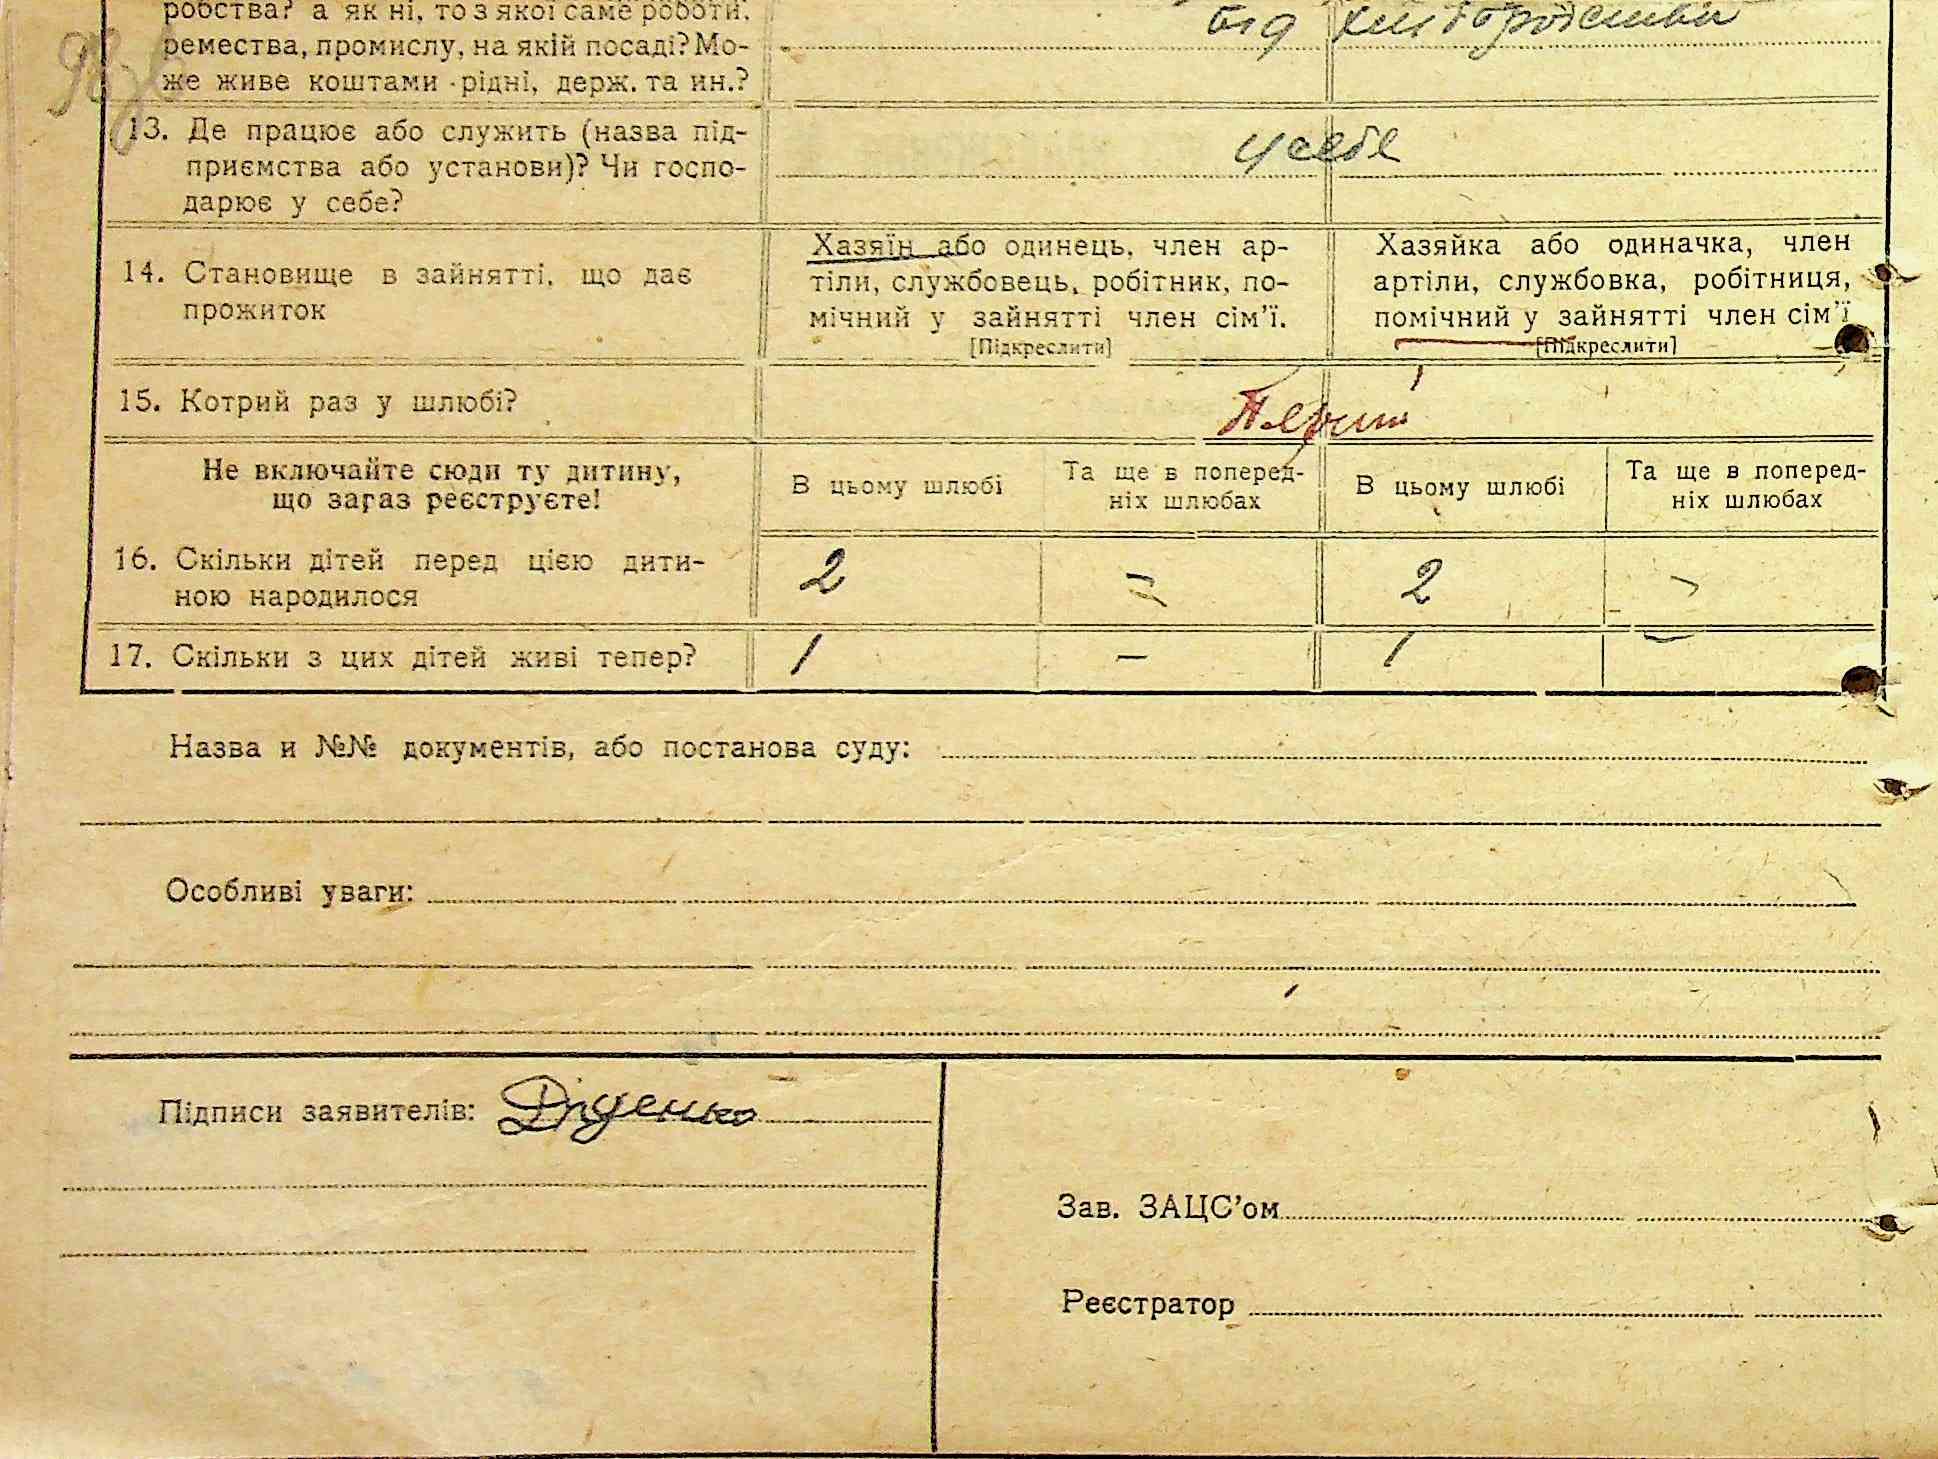 робства? а як ні, то з якої саме роботи,
ремества, промислу, на якій посаді? Мо-
же живе коштами рідні, держ. та ин.?
від хліборобства
13. Де працює або служить (назва під-
приємства або установи)? Чи госпо-
дарює у себе?
у себе
14. Становище в зайнятті, що дає
прожиток
Хазяїн або одинець, член ар-
тіли, службовець, робітник, по-
мічний у зайнятті член сім'ї.
[Підкреслити]
Хазяйка або одиначка, член
артіли, службовка, робітниця,
помічний у зайнятті член сім'ї
[Підкреслити]
15. Котрий раз у шлюбі?
Не включайте сюди ту дитину,
що зараз реєструєте!
В цьому шлюбі
Та ще в поперед-
ніх шлюбах
В цьому шлюбі
Та ще в поперед-
ніх шлюбах
16. Скільки дітей перед цією дити-
ною народилося
2 – 2 –
17. Скільки з цих дітей живі тепер?
1 – 1 –
Назва и №№ документів, або постанова суду:
Особливі уваги:
Підписи заявителів: Діденко
Зав. ЗАЦС'ом
Реєстратор